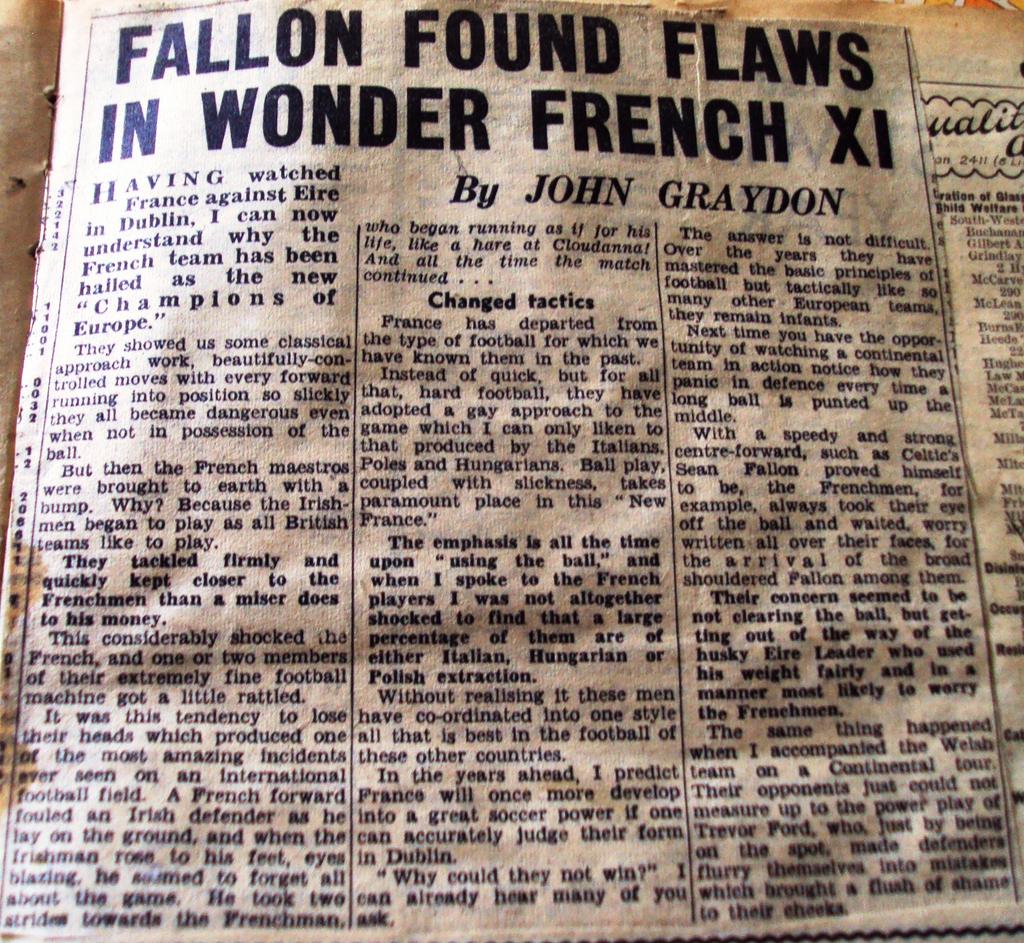 FALLON FOUND FLAWS
IN WONDER FRENCH XI
By JOHN GRAYDON
HAVING watched
France against Eire
in Dublin, I can now
understand why the
French team has been
hailed as the new
"Champions of
Europe."
They showed us some classical
approach work, beautifully-con-
trolled moves with every forward
running into position so slickly
they all became dangerous even
when not in possession of the
ball.
But then the French maestros
were brought to earth with a
bump. Why? Because the Irish-
men began to play as all British
teams like to play.
They tackled firmly and
quickly kept closer to the
Frenchmen than a miser does
to his money.
This considerably shocked the
French, and one or two members
of their extremely fine football
machine got a little rattled.
It was this tendency to lose
their heads which produced one
of the most amazing incidents
ever seen on an international
football field. A French forward
fouled an Irish defender as he
lay on the ground, and when the
Irishman rose to his feet, eyes
blazing, he seemed to forget all
about the game. He took two
strides towards the Frenchman,
who began running as if for his
life, like a hare at Cloudanna!
And all the time the match
continued . . .
Changed tactics
France has departed from
the type of football for which we
have known them in the past.
Instead of quick, but for all
that, hard football, they have
adopted a gay approach to the
game which I can only liken to
that produced by the Italians,
Poles and Hungarians. Ball play,
coupled with slickness, takes
paramount place in this "New
France."
The emphasis is all the time
upon "using the ball," and
when I spoke to the French
players I was not altogether
shocked to find that a large
percentage of them are of
either Italian, Hungarian or
Polish extraction.
Without realising it these men
have co-ordinated into one style
all that is best in the football of
these other countries.
In the years ahead, I predict
France will once more develop
into a great soccer power if one
can accurately judge their form
in Dublin.
"Why could they not win?" I
can already hear many of you
ask.
The answer is not difficult.
Over the years they have
mastered the basic principles of
football but tactically like so
many other European teams,
they remain infants.
Next time you have the oppor-
tunity of watching a continental
team in action notice how they
panic in defence every time a
long ball is punted up the
middle.
With a speedy and strong
centre-forward, such as Celtic's
Sean Fallon proved himself
to be, the Frenchmen, for
example, always took their eye
off the ball and waited, worry
written all over their faces, for
the arrival of the broad
shouldered Fallon among them.
Their concern seemed to be
not clearing the ball, but get-
ting out of the way of the
husky Eire Leader who used
his weight fairly and in a
manner most likely to worry
the Frenchmen.
The same thing happened
when I accompanied the Welsh
team on a Continental tour.
Their opponents just could not
measure up to the power play of
Trevor Ford, who, just by being
on the spot, made defenders
flurry themselves into mistakes
which brought a flush of shame
to their cheeks.
ualit
on 2411
ration of Glas
Child Welfare
South-West
Buchanan
Gilbert A
Grindlay
2 H
McCarve
290
McLean
290
Burns
Heede
22
Hughe
Law
McCa
McLa
McTa